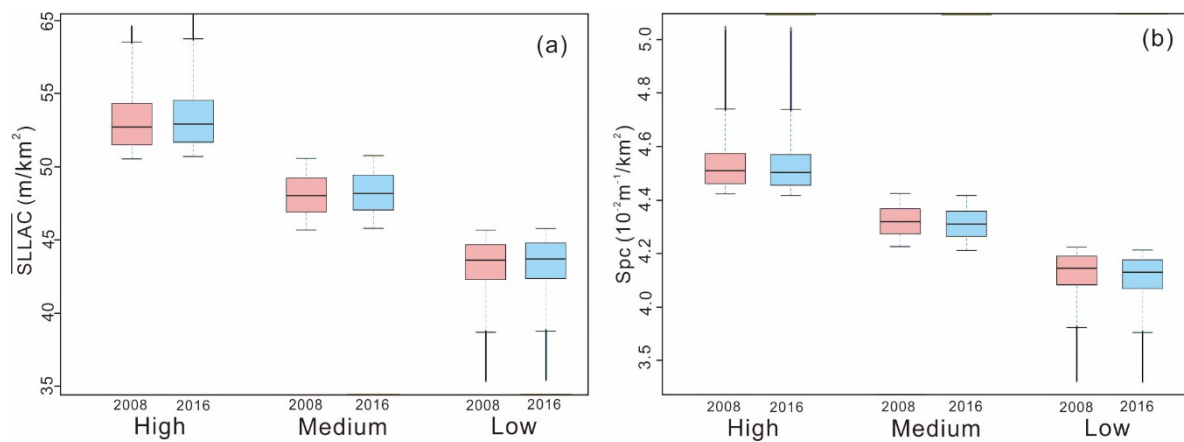 (a)
SLLAC (m/km²)
65
55
50
45
40
35
2008 2016 2008 2016 2008 2016
High Medium Low
(b)
Spc (10⁻²m⁻¹/km²)
5.0
4.8
4.6
4.4
4.2
4.0
3.5
2008 2016 2008 2016 2008 2016
High Medium Low